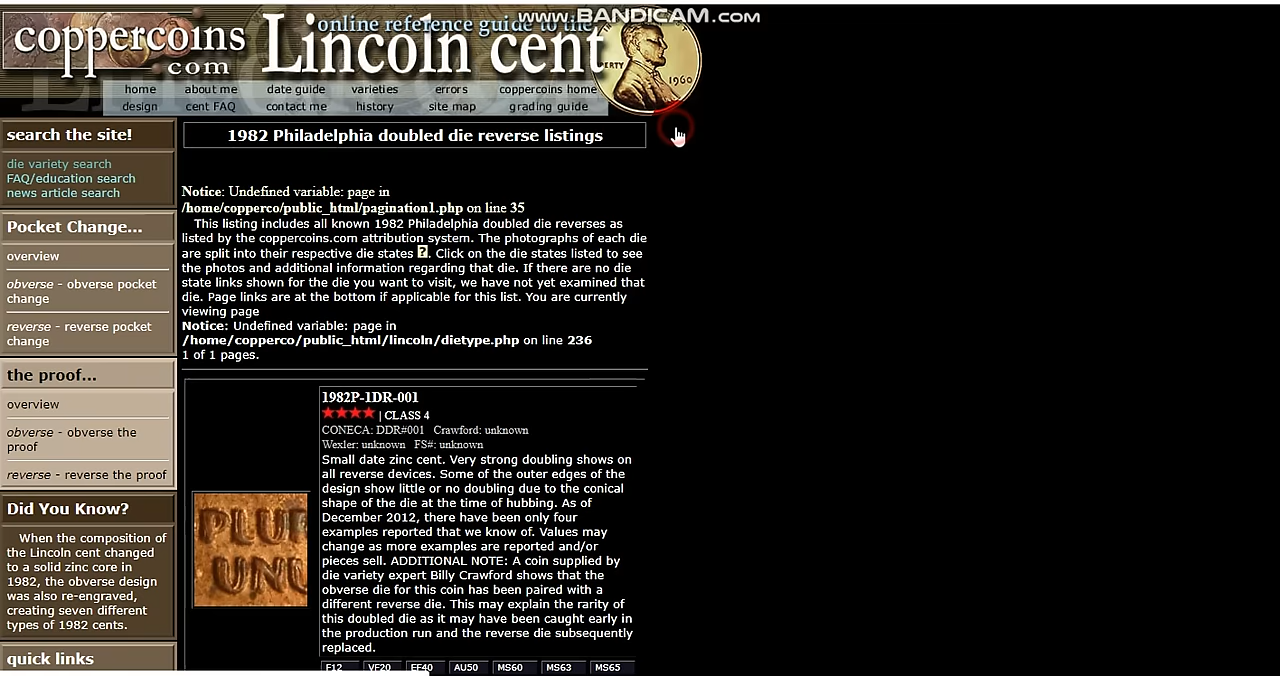 www.BANDICAM.com
online reference guide to the
coppercoins
.com
Lincoln cent
ERTY
1960
home about me date guide varieties errors coppercoins home
design cent FAQ contact me history site map grading guide
search the site!
die variety search
FAQ/education search
news article search
Pocket Change...
overview
obverse - obverse pocket
change
reverse - reverse pocket
change
the proof...
overview
obverse - obverse the
proof
reverse - reverse the proof
Did You Know?
When the composition of
the Lincoln cent changed
to a solid zinc core in
1982, the obverse design
was also re-engraved,
creating seven different
types of 1982 cents.
quick links
1982 Philadelphia doubled die reverse listings
Notice: Undefined variable: page in
/home/copperco/public_html/pagination1.php on line 35
This listing includes all known 1982 Philadelphia doubled die reverses as
listed by the coppercoins.com attribution system. The photographs of each die
are split into their respective die states ?. Click on the die states listed to see
the photos and additional information regarding that die. If there are no die
state links shown for the die you want to visit, we have not yet examined that
die. Page links are at the bottom if applicable for this list. You are currently
viewing page
Notice: Undefined variable: page in
/home/copperco/public_html/lincoln/dietype.php on line 236
1 of 1 pages.
PLU
UNU
1982P-1DR-001
★★★★ | CLASS 4
CONECA: DDR#001 Crawford: unknown
Wexler: unknown FS#: unknown
Small date zinc cent. Very strong doubling shows on
all reverse devices. Some of the outer edges of the
design show little or no doubling due to the conical
shape of the die at the time of hubbing. As of
December 2012, there have been only four
examples reported that we know of. Values may
change as more examples are reported and/or
pieces sell. ADDITIONAL NOTE: A coin supplied by
die variety expert Billy Crawford shows that the
obverse die for this coin has been paired with a
different reverse die. This may explain the rarity of
this doubled die as it may have been caught early in
the production run and the reverse die subsequently
replaced.
F12 VF20 EF40 AU50 MS60 MS63 MS65